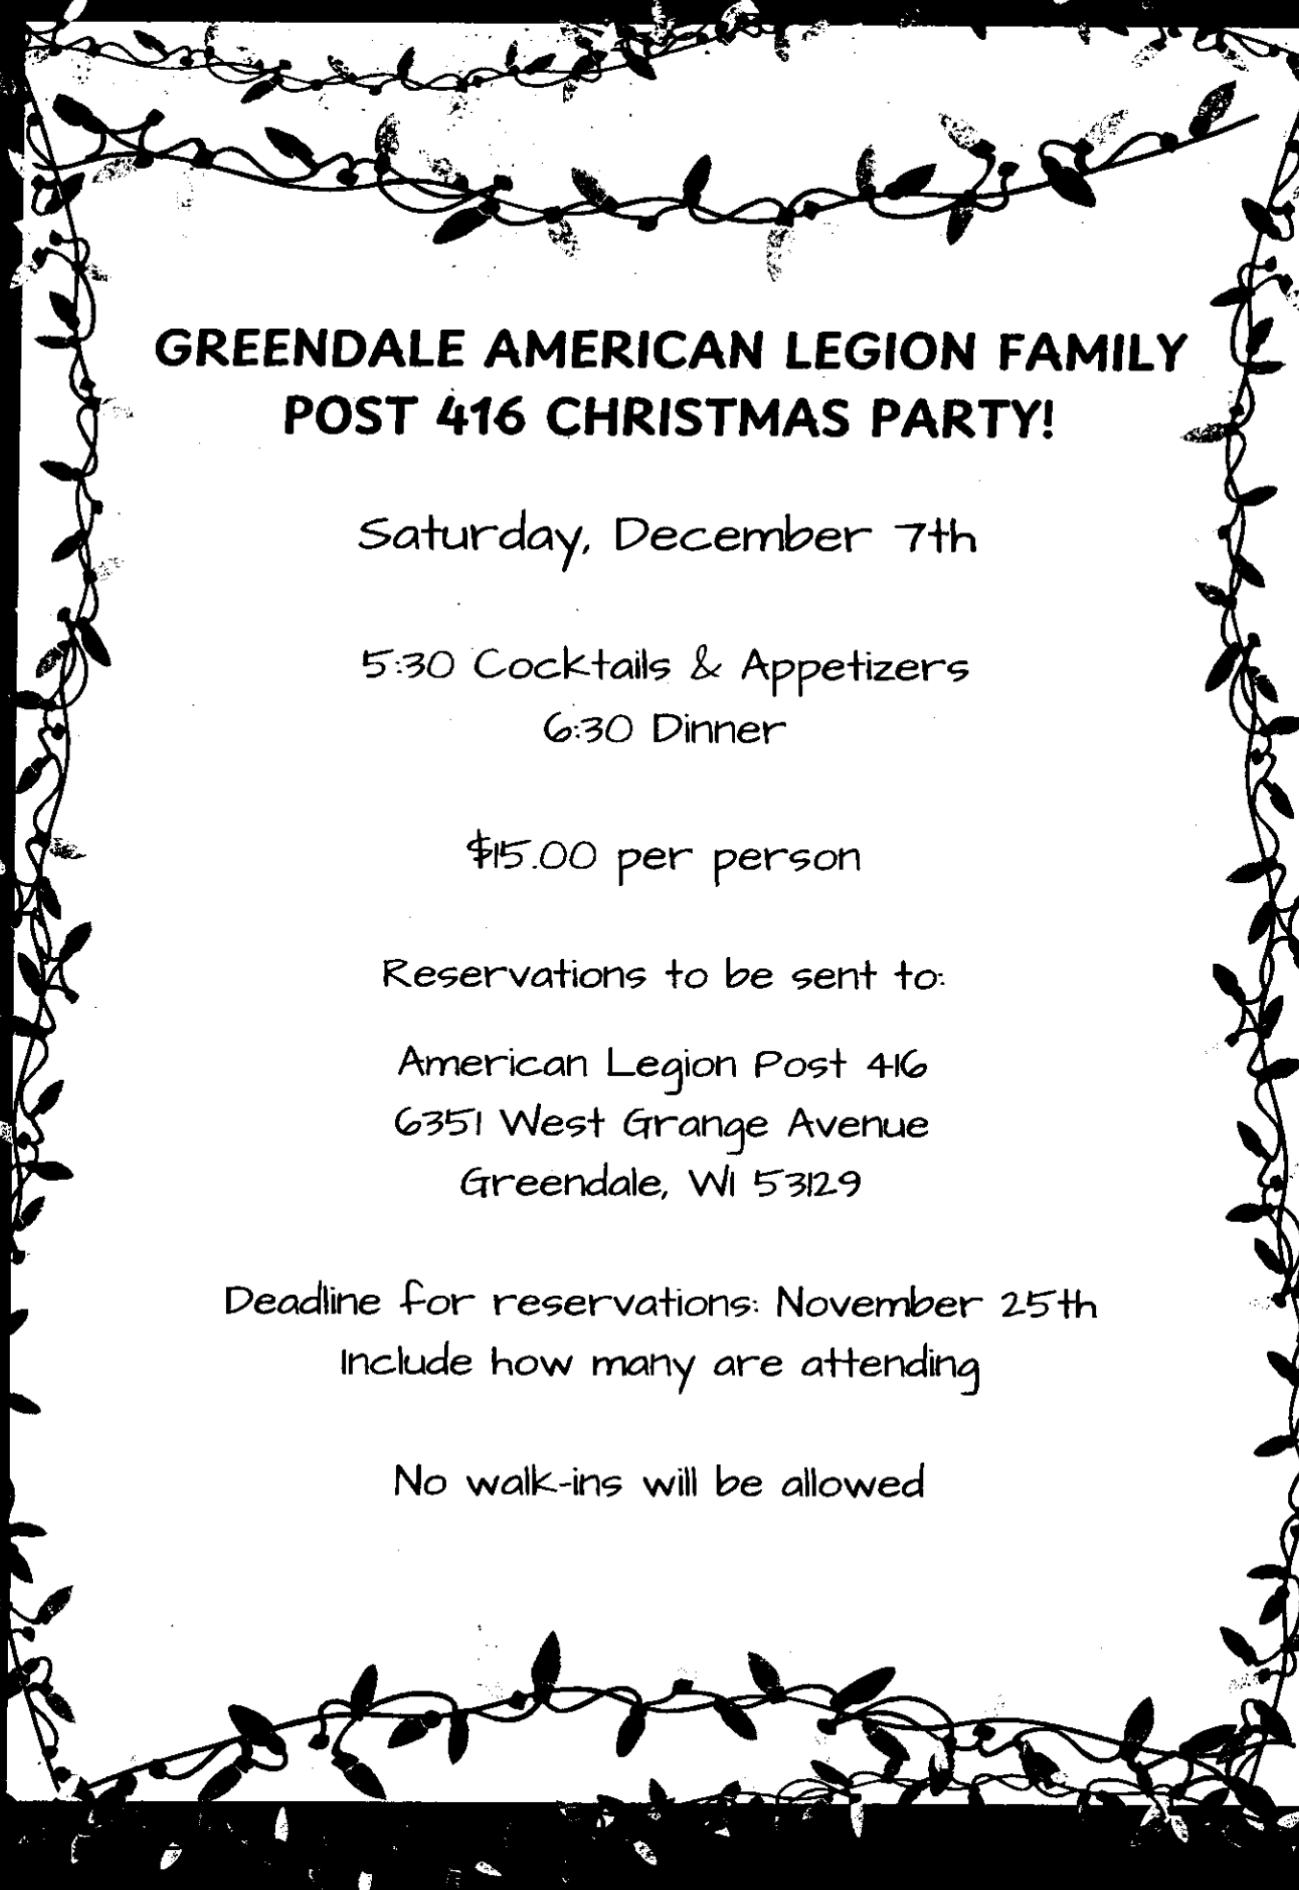 GREENDALE AMERICAN LEGION FAMILY
POST 416 CHRISTMAS PARTY!
Saturday, December 7th
5:30 Cocktails & Appetizers
6:30 Dinner
$15.00 per person
Reservations to be sent to:
American Legion Post 416
6351 West Grange Avenue
Greendale, WI 53129
Deadline for reservations: November 25th
Include how many are attending
No walk-ins will be allowed